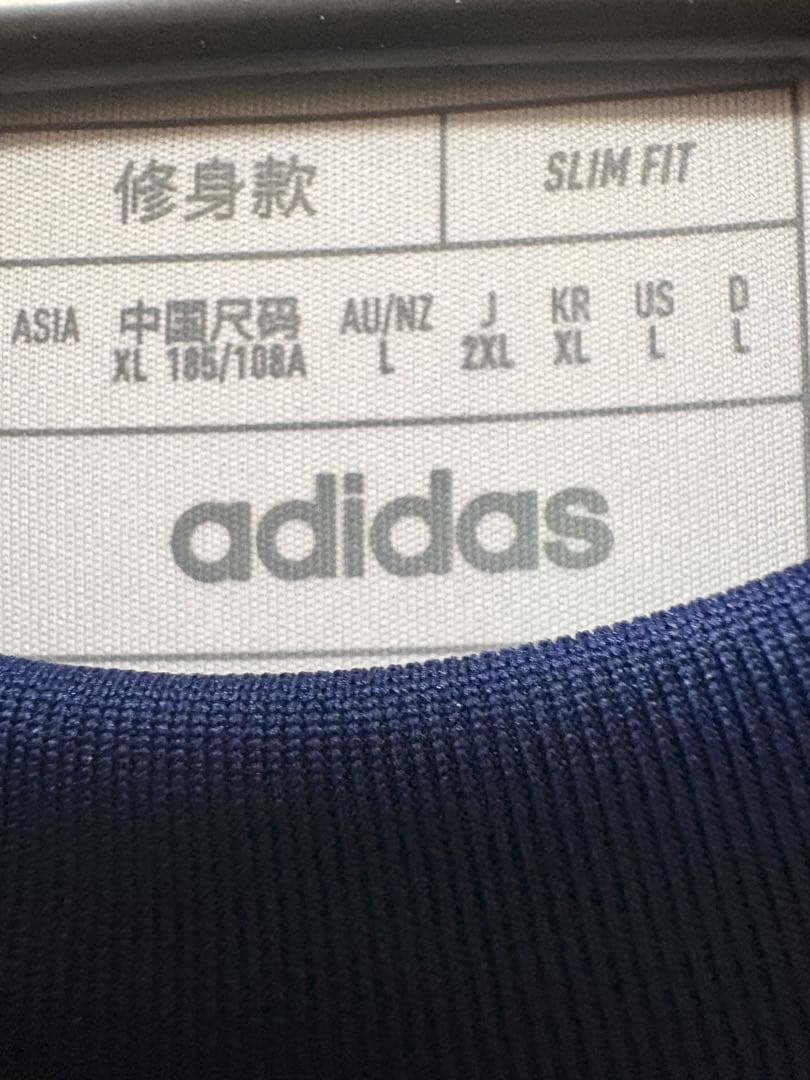 修身款 SLIM FIT
ASIA 中国尺码 AU/NZ J KR US D
XL 185/108A L 2XL XL L L
adidas